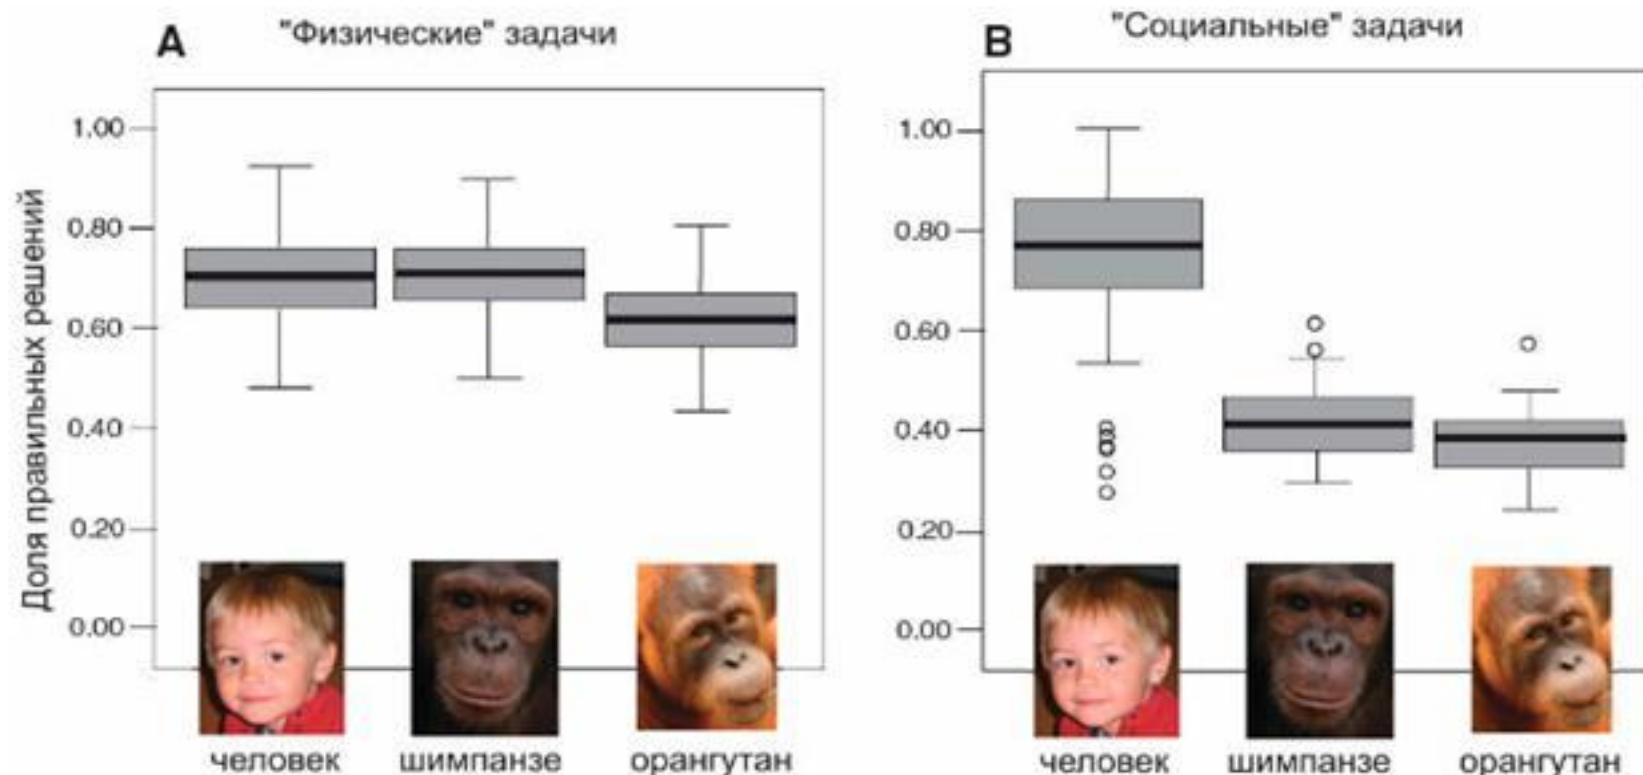 A "Физические" задачи
Доля правильных решений
1.00
0.80
0.60
0.40
0.20
0.00
человек шимпанзе орангутан
B "Социальные" задачи
1.00
0.80
0.60
0.40
0.20
0.00
человек шимпанзе орангутан